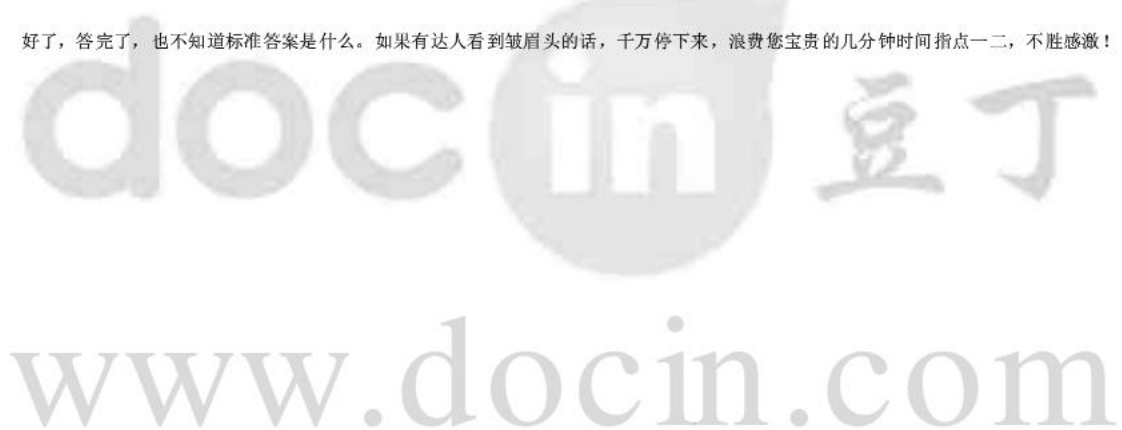 好了，答完了，也不知道标准答案是什么。如果有达人看到皱眉头的话，千万停下来，浪费您宝贵的几分钟时间指点一二，不胜感激！
docin 豆丁
www.docin.com